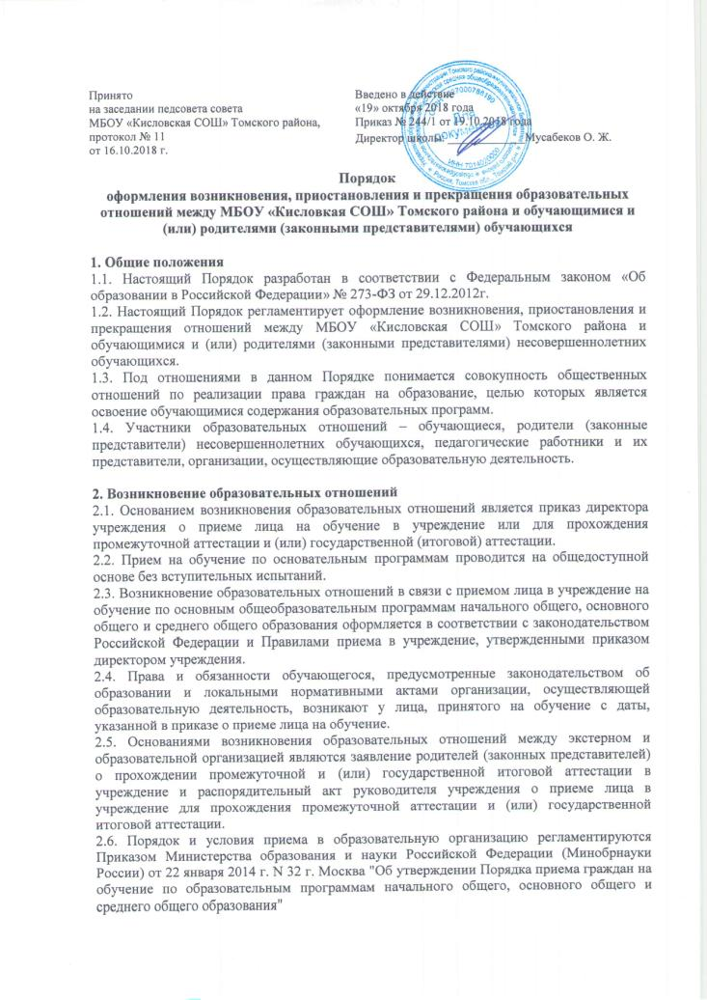 Принято
на заседании педсовета совета
МБОУ «Кисловская СОШ» Томского района,
протокол № 11
от 16.10.2018 г.
Введено в действие
«19» октября 2018 года
Приказ № 244/1 от 19.10.2018 года
Директор школы: Мусабеков О. Ж.
Для
документов
ИНН 7014020000
Порядок
оформления возникновения, приостановления и прекращения образовательных
отношений между МБОУ «Кисловкая СОШ» Томского района и обучающимися и
(или) родителями (законными представителями) обучающихся
1. Общие положения
1.1. Настоящий Порядок разработан в соответствии с Федеральным законом «Об
образовании в Российской Федерации» № 273-ФЗ от 29.12.2012г.
1.2. Настоящий Порядок регламентирует оформление возникновения, приостановления и
прекращения отношений между МБОУ «Кисловская СОШ» Томского района и
обучающимися и (или) родителями (законными представителями) несовершеннолетних
обучающихся.
1.3. Под отношениями в данном Порядке понимается совокупность общественных
отношений по реализации права граждан на образование, целью которых является
освоение обучающимися содержания образовательных программ.
1.4. Участники образовательных отношений – обучающиеся, родители (законные
представители) несовершеннолетних обучающихся, педагогические работники и их
представители, организации, осуществляющие образовательную деятельность.
2. Возникновение образовательных отношений
2.1. Основанием возникновения образовательных отношений является приказ директора
учреждения о приеме лица на обучение в учреждение или для прохождения
промежуточной аттестации и (или) государственной (итоговой) аттестации.
2.2. Прием на обучение по основательным программам проводится на общедоступной
основе без вступительных испытаний.
2.3. Возникновение образовательных отношений в связи с приемом лица в учреждение на
обучение по основным общеобразовательным программам начального общего, основного
общего и среднего общего образования оформляется в соответствии с законодательством
Российской Федерации и Правилами приема в учреждение, утвержденными приказом
директором учреждения.
2.4. Права и обязанности обучающегося, предусмотренные законодательством об
образовании и локальными нормативными актами организации, осуществляющей
образовательную деятельность, возникают у лица, принятого на обучение с даты,
указанной в приказе о приеме лица на обучение.
2.5. Основаниями возникновения образовательных отношений между экстерном и
образовательной организацией являются заявление родителей (законных представителей)
о прохождении промежуточной и (или) государственной итоговой аттестации в
учреждение и распорядительный акт руководителя учреждения о приеме лица в
учреждение для прохождения промежуточной аттестации и (или) государственной
итоговой аттестации.
2.6. Порядок и условия приема в образовательную организацию регламентируются
Приказом Министерства образования и науки Российской Федерации (Минобрнауки
России) от 22 января 2014 г. N 32 г. Москва "Об утверждении Порядка приема граждан на
обучение по образовательным программам начального общего, основного общего и
среднего общего образования"